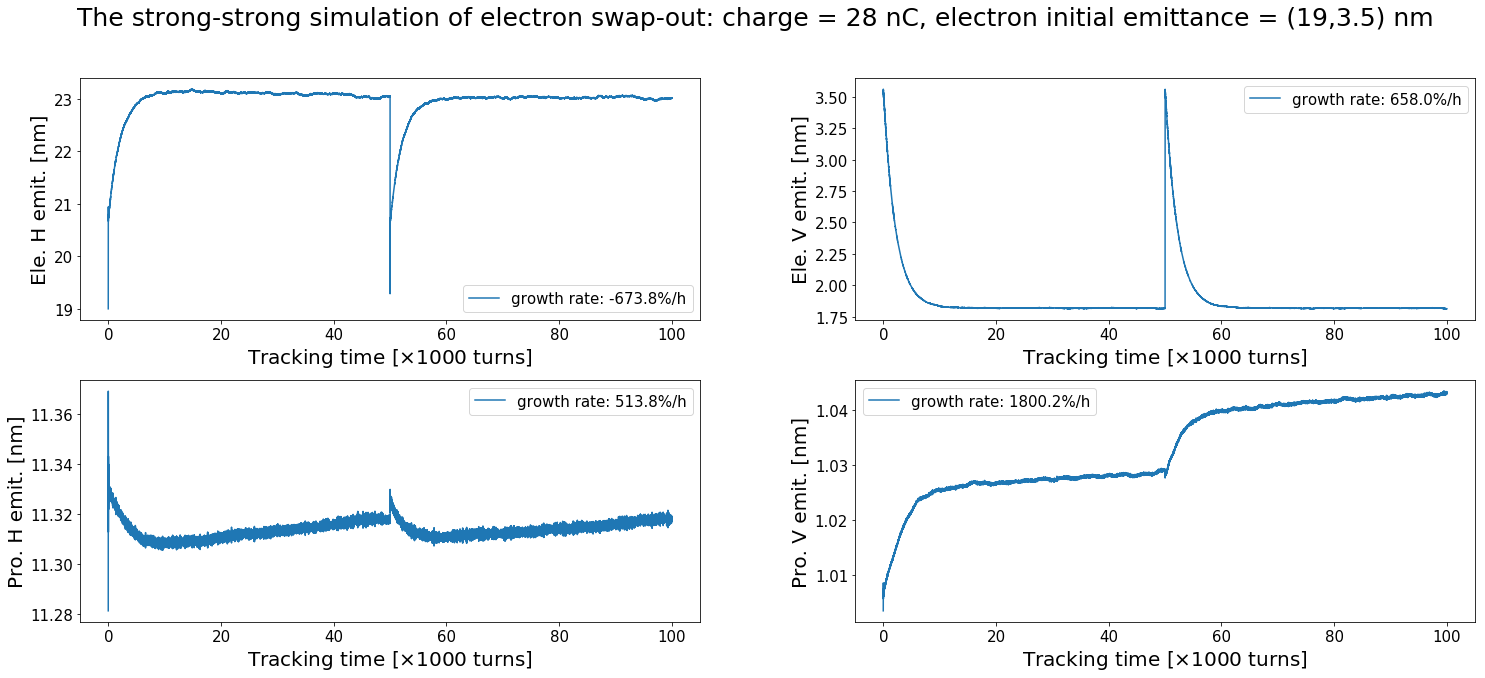 The strong-strong simulation of electron swap-out: charge = 28 nC, electron initial emittance = (19,3.5) nm
Ele. H emit. [nm]
23
22
21
20
19
growth rate: -673.8%/h
0 20 40 60 80 100
Tracking time [×1000 turns]
Ele. V emit. [nm]
3.50
3.25
3.00
2.75
2.50
2.25
2.00
1.75
growth rate: 658.0%/h
0 20 40 60 80 100
Tracking time [×1000 turns]
Pro. H emit. [nm]
11.36
11.34
11.32
11.30
11.28
growth rate: 513.8%/h
0 20 40 60 80 100
Tracking time [×1000 turns]
Pro. V emit. [nm]
1.04
1.03
1.02
1.01
growth rate: 1800.2%/h
0 20 40 60 80 100
Tracking time [×1000 turns]